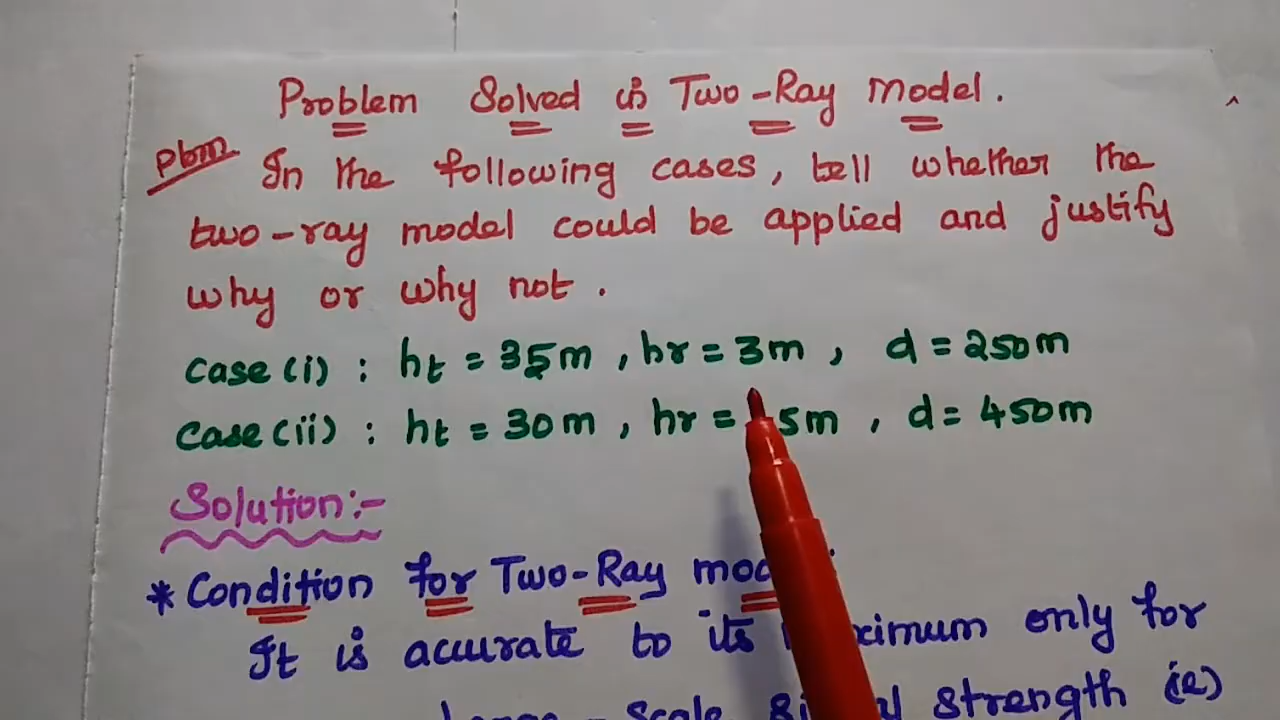 Problem Solved in Two-Ray Model.
Pbm
In the following cases, tell whether the
two-ray model could be applied and justify
why or why not.
Case(i) : ht = 35m, hr = 3m, d = 250m
Case(ii) : ht = 30m, hr = 5m, d = 450m
Solution:-
* Condition for Two-Ray
It is accurate to its only for
Large-Scale strength (ie)